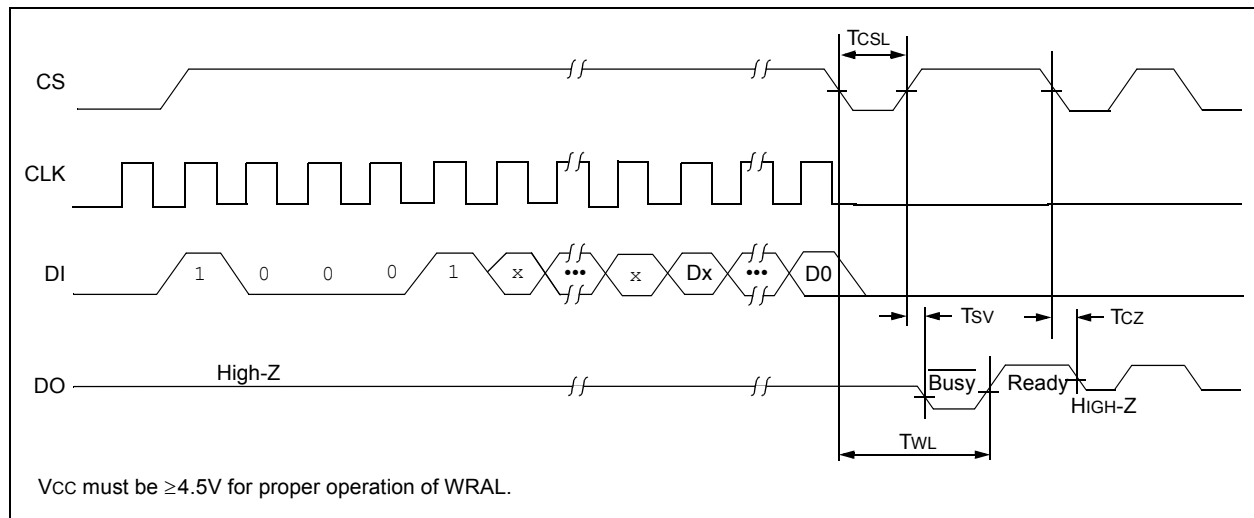 TCSL
CS
CLK
DI 1 0 0 0 1 x ••• x Dx ••• D0
TSV TCZ
DO High-Z Busy Ready HIGH-Z
TWL
VCC must be ≥4.5V for proper operation of WRAL.